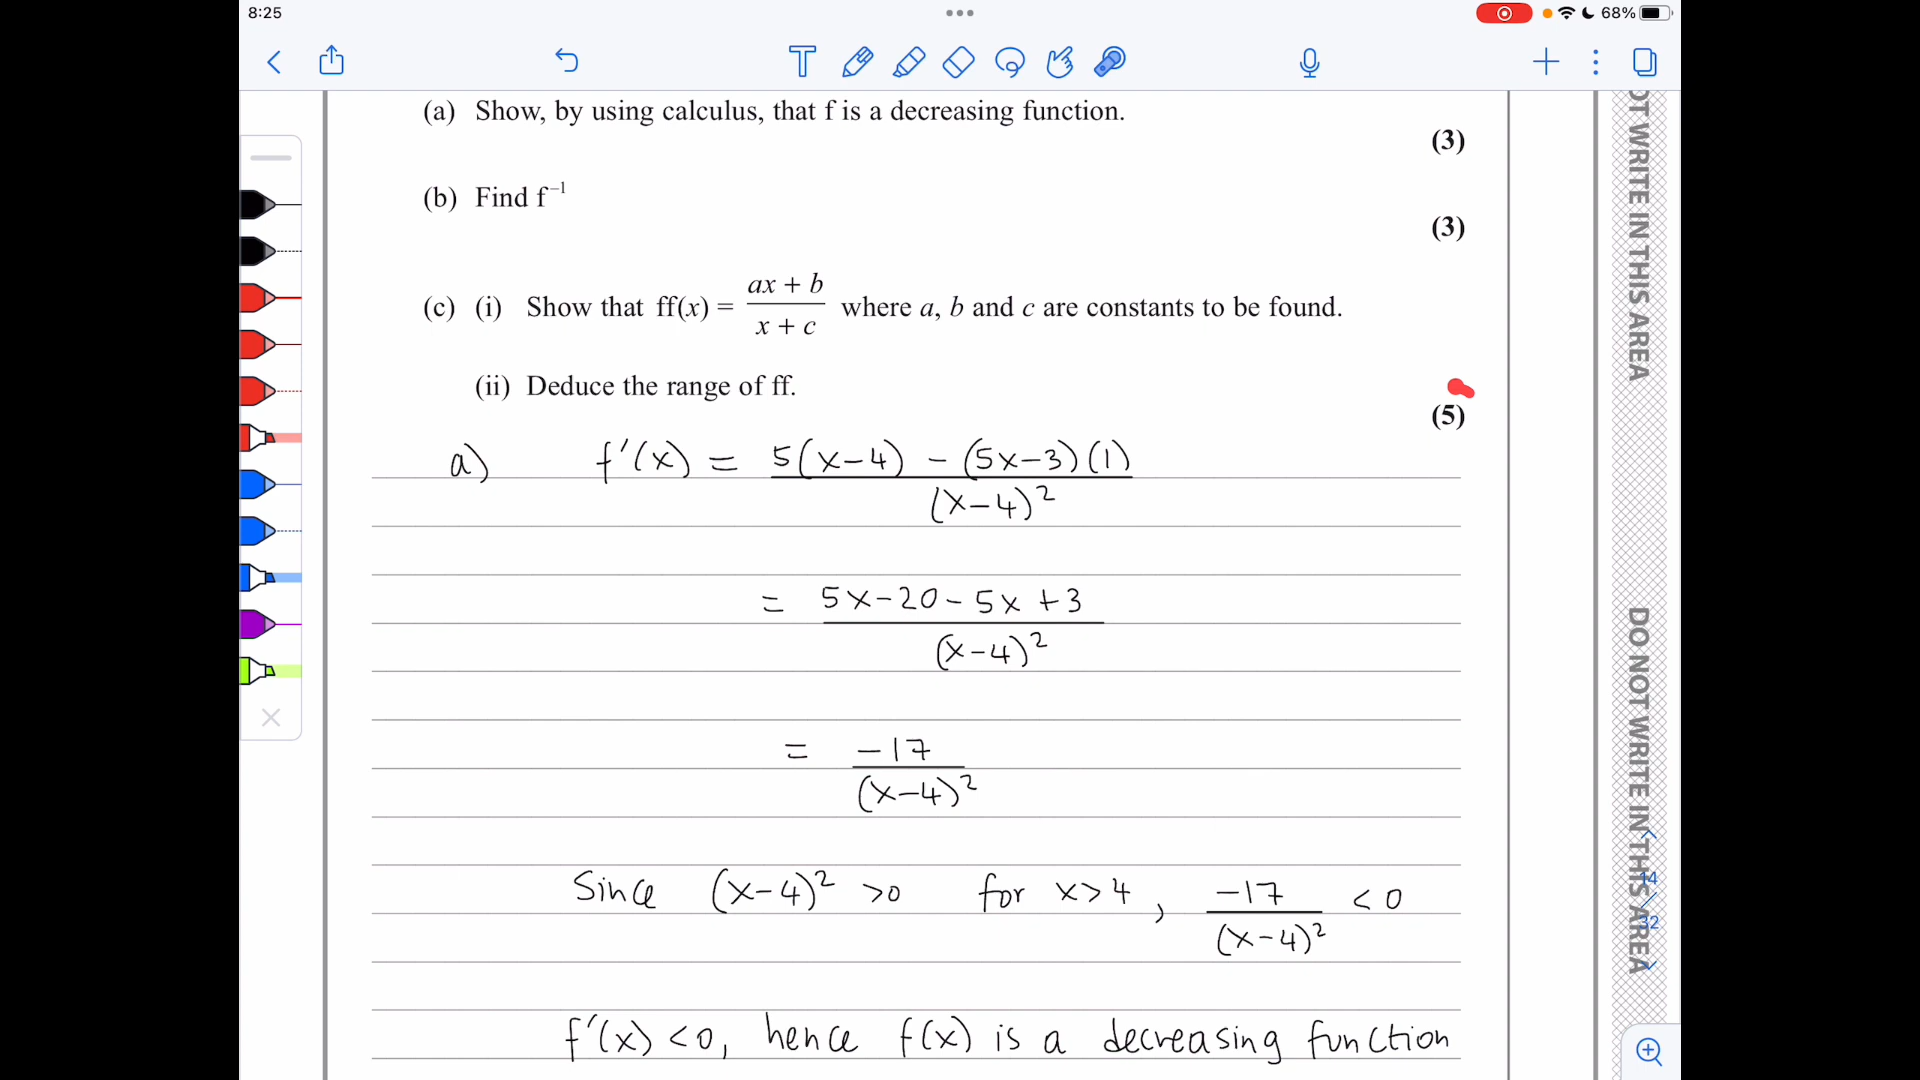 8:25
68%
(a) Show, by using calculus, that f is a decreasing function.
(3)
(b) Find f⁻¹
(3)
(c) (i) Show that ff(x) = (ax + b)/(x + c) where a, b and c are constants to be found.
(ii) Deduce the range of ff.
(5)
a) f'(x) = (5(x-4) - (5x-3)(1))/(x-4)²
= (5x-20-5x+3)/(x-4)²
= -17/(x-4)²
Since (x-4)² >0 for x>4, -17/(x-4)² < 0
f'(x) <0, hence f(x) is a decreasing function
OT WRITE IN THIS AREA
DO NOT WRITE IN THIS AREA
14
/
32